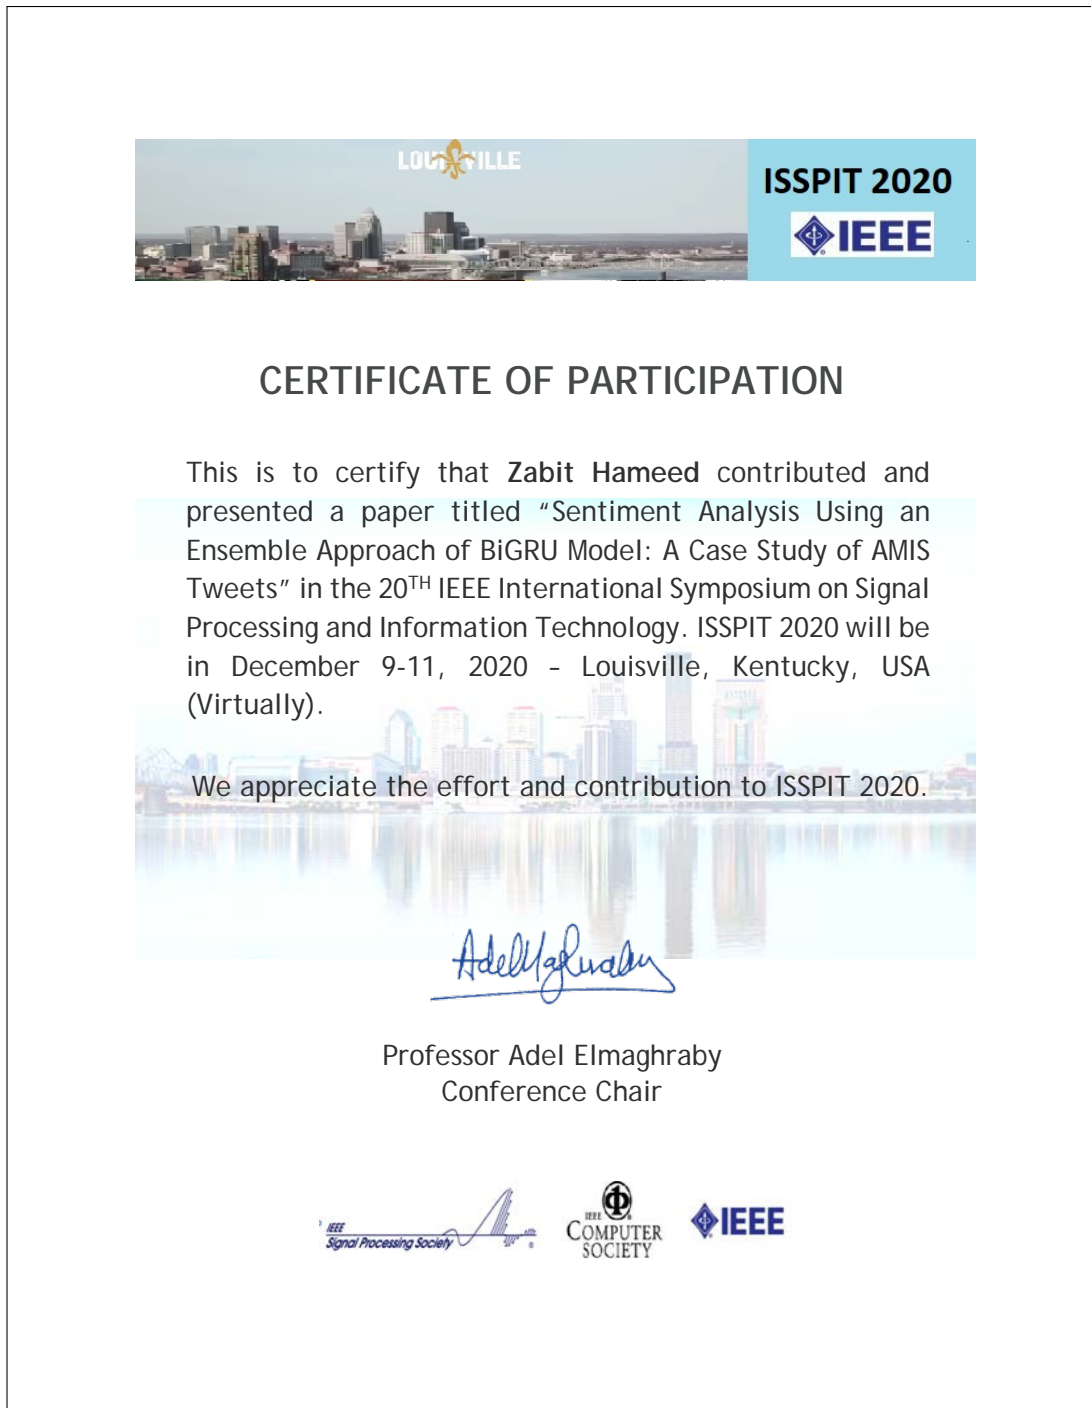 LOUISVILLE
ISSPIT 2020
IEEE
CERTIFICATE OF PARTICIPATION
This is to certify that Zabit Hameed contributed and
presented a paper titled “Sentiment Analysis Using an
Ensemble Approach of BiGRU Model: A Case Study of AMIS
Tweets” in the 20TH IEEE International Symposium on Signal
Processing and Information Technology. ISSPIT 2020 will be
in December 9-11, 2020 – Louisville, Kentucky, USA
(Virtually).
We appreciate the effort and contribution to ISSPIT 2020.
Professor Adel Elmaghraby
Conference Chair
IEEE
Signal Processing Society
IEEE
COMPUTER
SOCIETY
IEEE